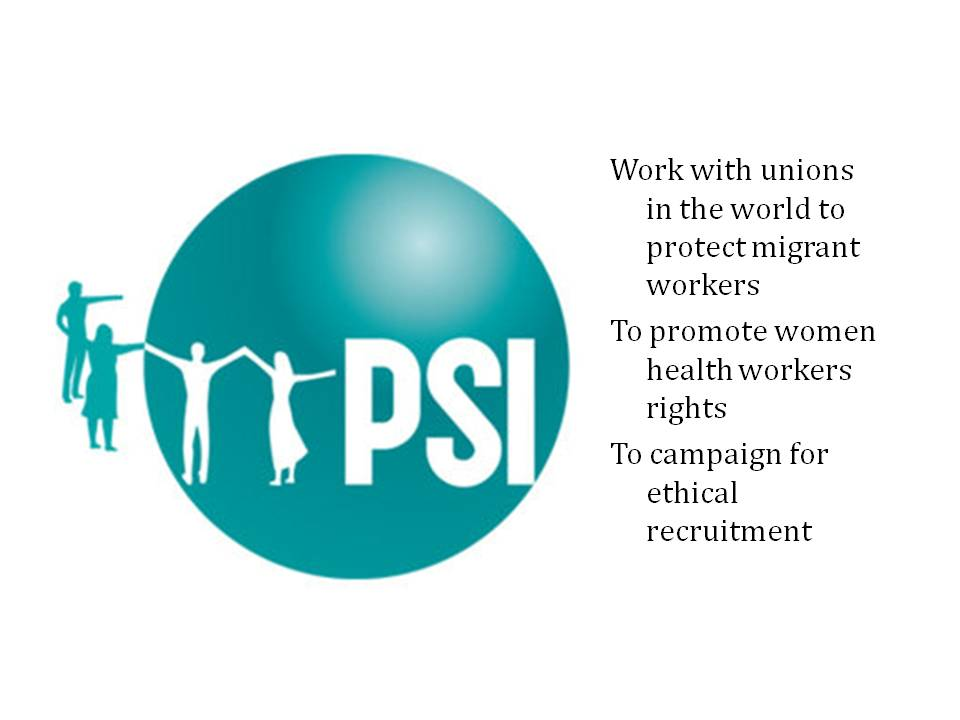 PSI
Work with unions
in the world to
protect migrant
workers
To promote women
health workers
rights
To campaign for
ethical
recruitment